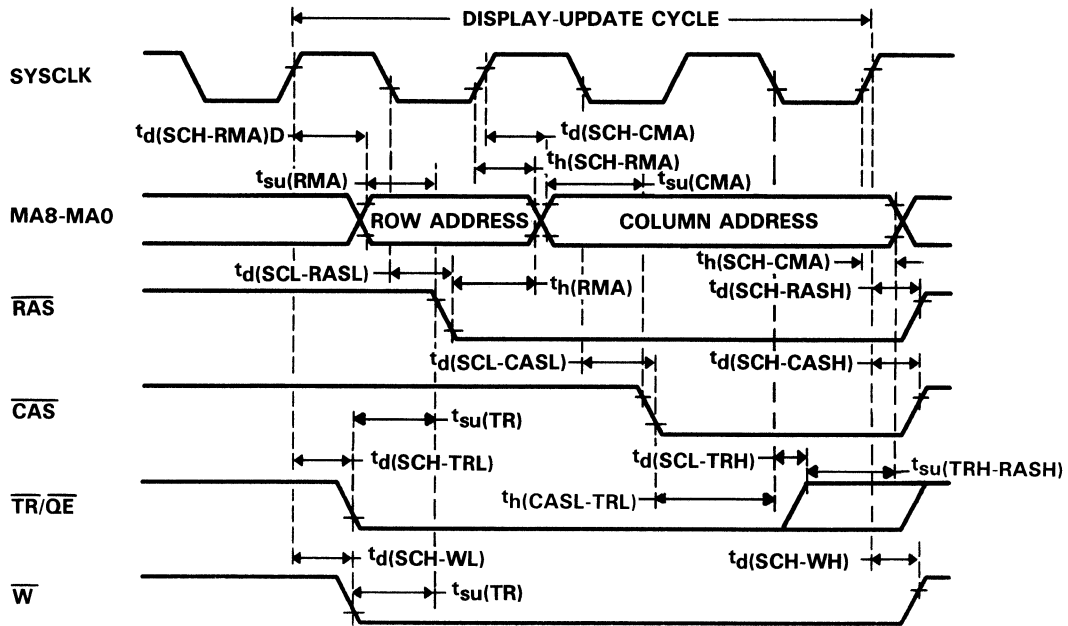 DISPLAY-UPDATE CYCLE
SYSCLK
td(SCH-RMA)D
td(SCH-CMA)
th(SCH-RMA)
tsu(RMA)
tsu(CMA)
MA8-MA0
ROW ADDRESS
COLUMN ADDRESS
td(SCL-RASL)
th(RMA)
th(SCH-CMA)
td(SCH-RASH)
RAS
td(SCL-CASL)
td(SCH-CASH)
CAS
tsu(TR)
td(SCH-TRL)
td(SCL-TRH)
tsu(TRH-RASH)
TR/QE
th(CASL-TRL)
td(SCH-WL)
td(SCH-WH)
W
tsu(TR)